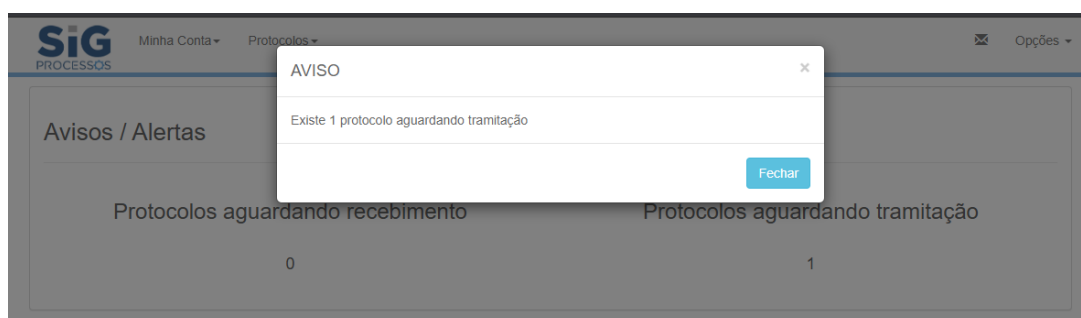 SiG
PROCESSOS
Minha Conta
Protocolos
Opções
AVISO
×
Existe 1 protocolo aguardando tramitação
Fechar
Avisos / Alertas
Protocolos aguardando recebimento
0
Protocolos aguardando tramitação
1